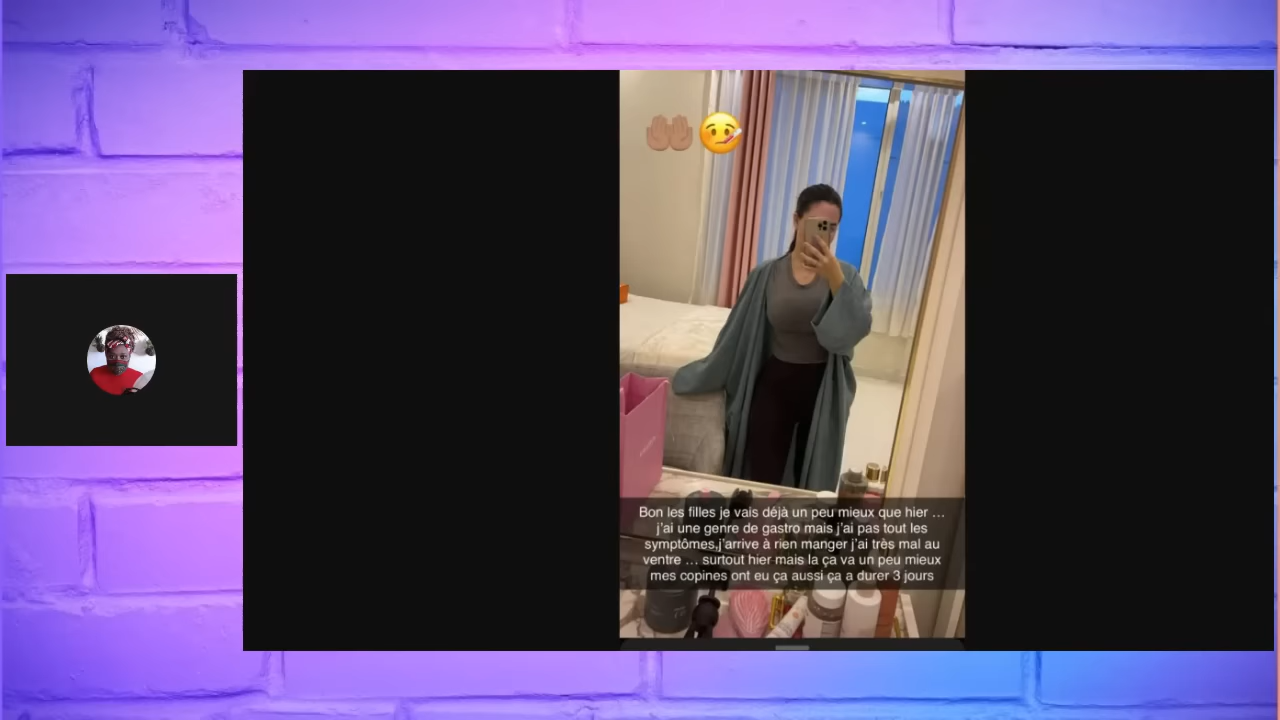 Bon les filles je vais déjà un peu mieux que hier …
j'ai une genre de gastro mais j'ai pas tout les
symptômes,j'arrive à rien manger j'ai très mal au
ventre … surtout hier mais la ça va un peu mieux
mes copines ont eu ça aussi ça a durer 3 jours